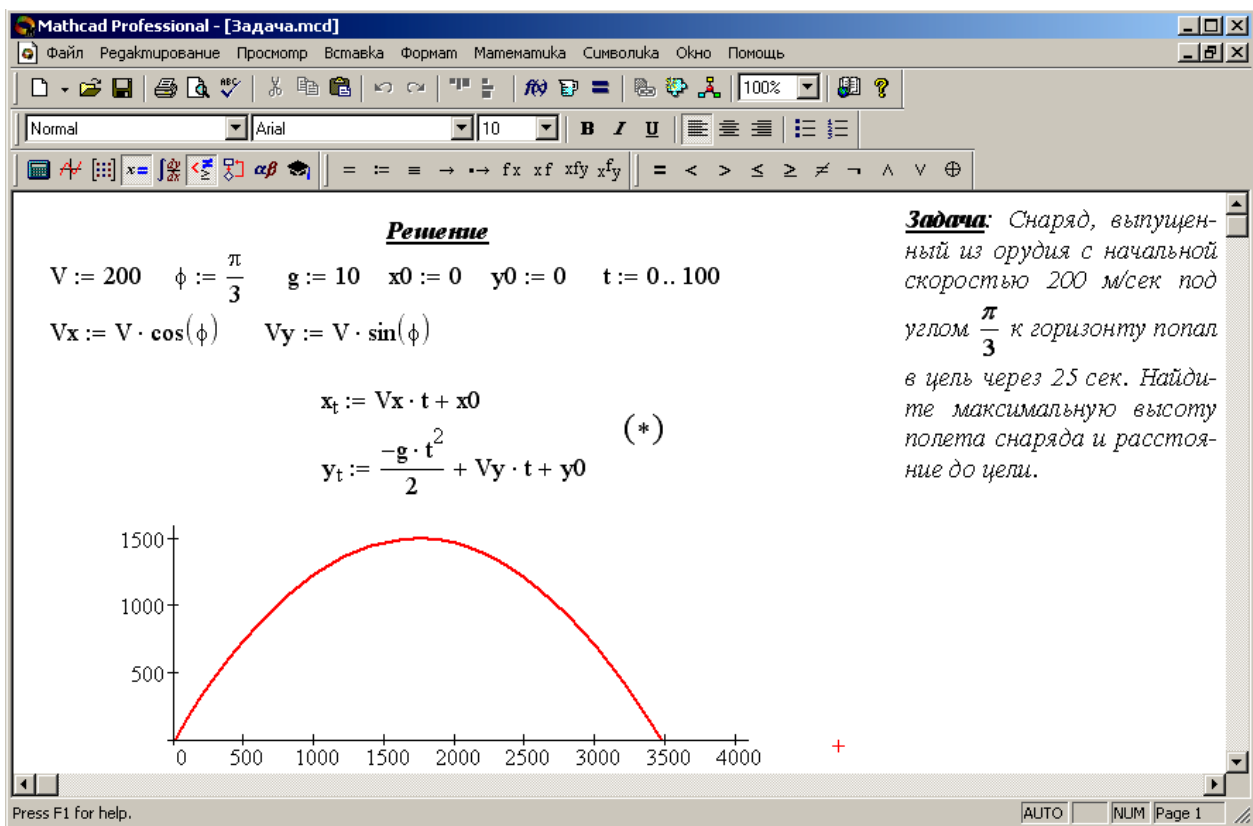 Mathcad Professional - [Задача.mcd]
Файл Редактирование Просмотр Вставка Формат Математика Символика Окно Помощь
100%
Normal Arial 10 B I U
= := ≡ → •→ fx xf xfy xfy = < > ≤ ≥ ≠ ¬ ∧ ∨ ⊕
Решение
V := 200 ϕ := π/3 g := 10 x0 := 0 y0 := 0 t := 0.. 100
Vx := V · cos(ϕ) Vy := V · sin(ϕ)
x_t := Vx · t + x0
(*)
y_t := -g · t^2/2 + Vy · t + y0
1500
1000
500
0 500 1000 1500 2000 2500 3000 3500 4000
Задача: Снаряд, выпущен-
ный из орудия с начальной
скоростью 200 м/сек под
углом π/3 к горизонту попал
в цель через 25 сек. Найди-
те максимальную высоту
полета снаряда и расстоя-
ние до цели.
Press F1 for help. AUTO NUM Page 1